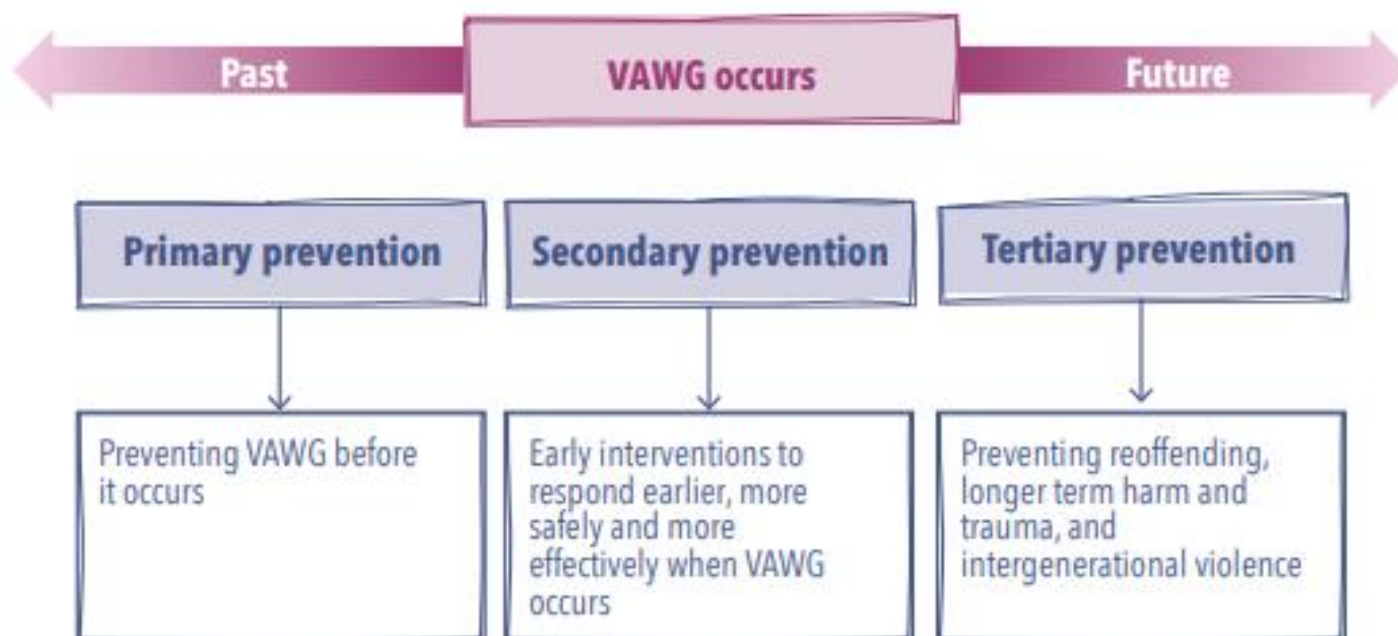 Past
VAWG occurs
Future
Primary prevention
Secondary prevention
Tertiary prevention
Preventing VAWG before
it occurs
Early interventions to
respond earlier, more
safely and more
effectively when VAWG
occurs
Preventing reoffending,
longer term harm and
trauma, and
intergenerational violence